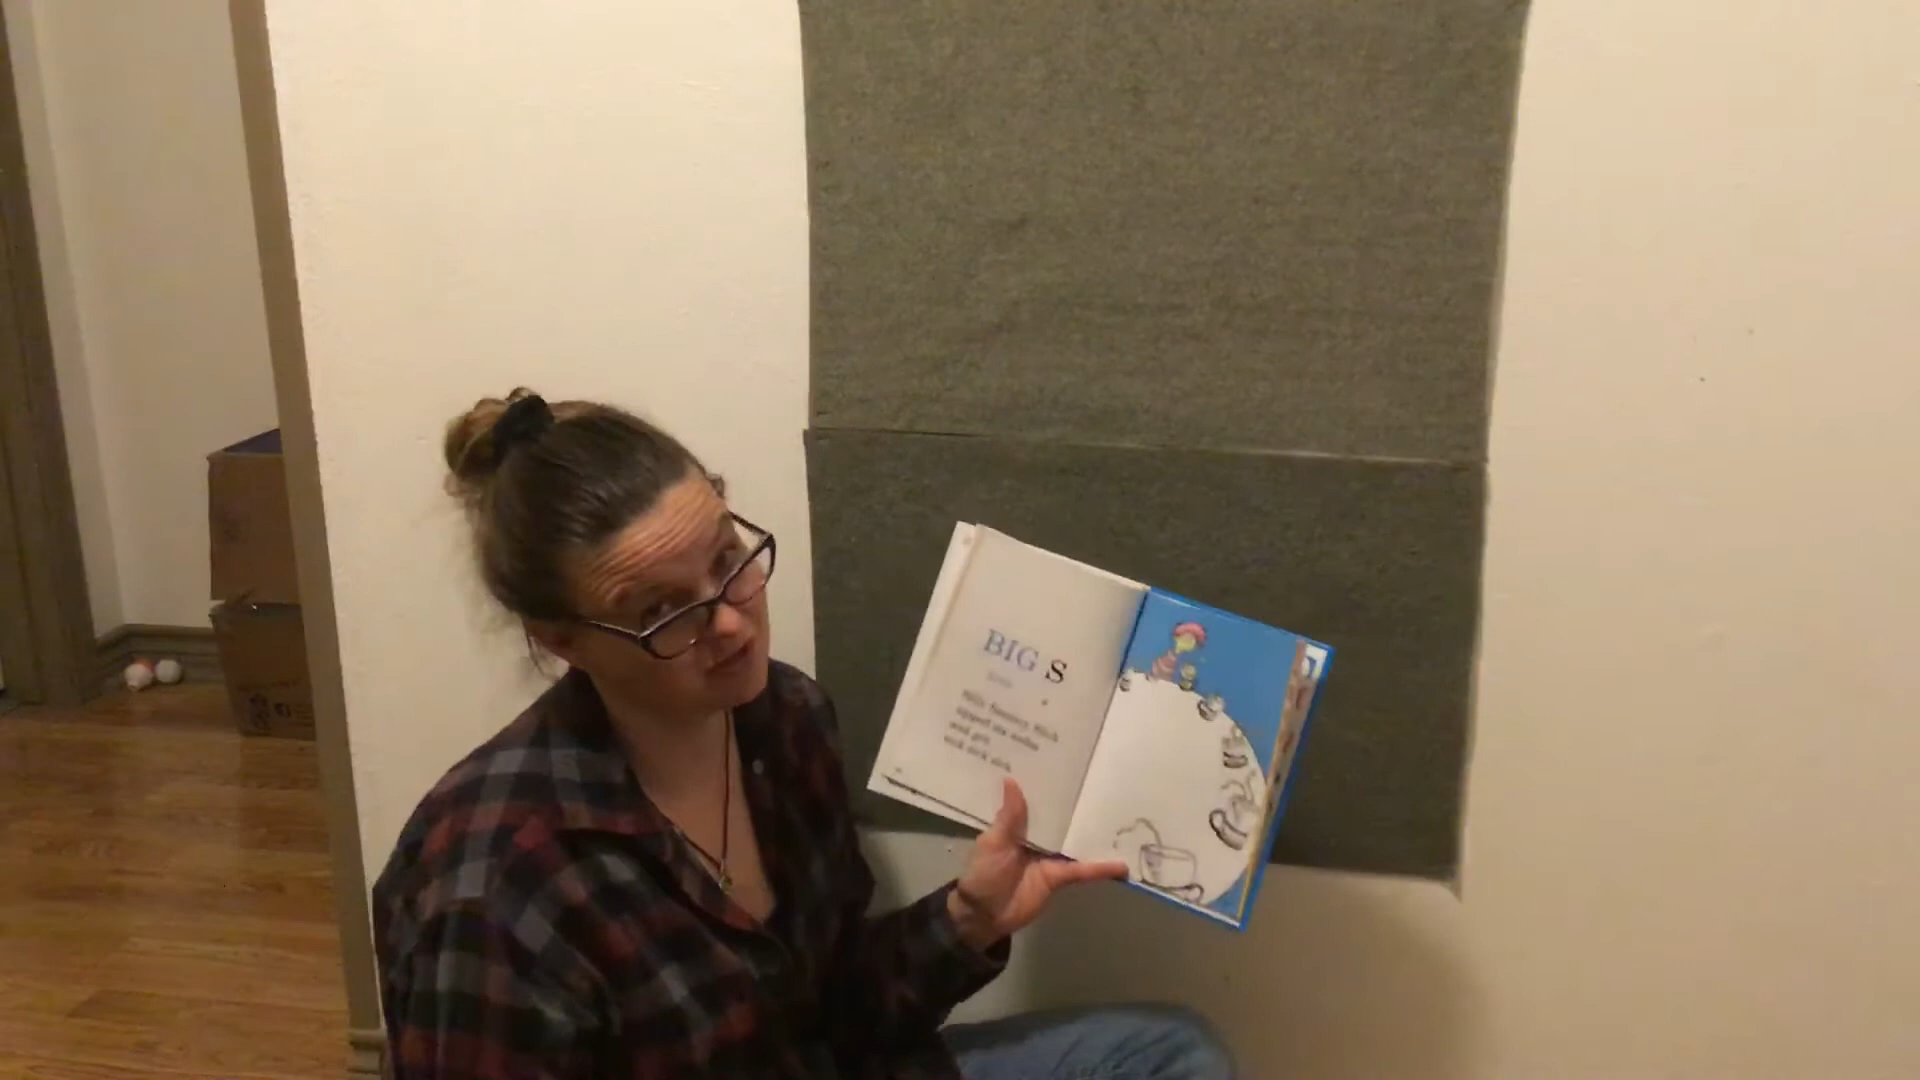 BIG S
Silly Sammy Slick
sipped six sodas
and got
sick sick sick.